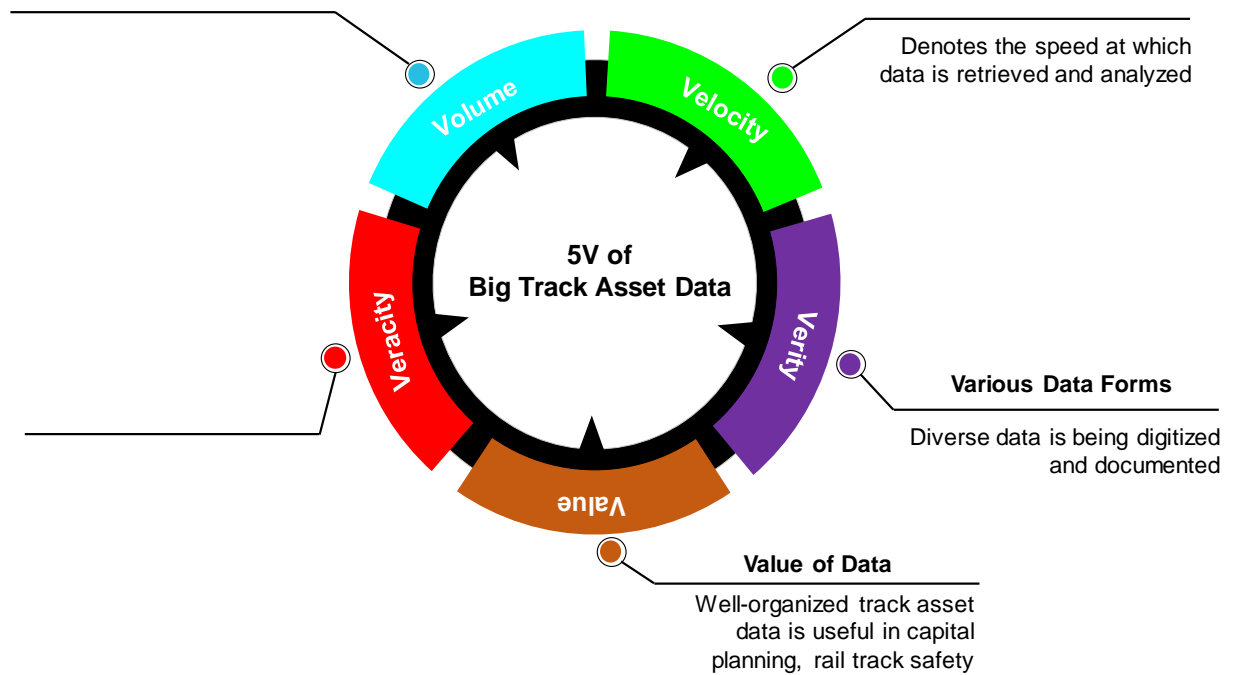 Volume
Velocity
Denotes the speed at which
data is retrieved and analyzed
5V of
Big Track Asset Data
Veracity
Verity
Various Data Forms
Diverse data is being digitized
and documented
Value
Value of Data
Well-organized track asset
data is useful in capital
planning, rail track safety